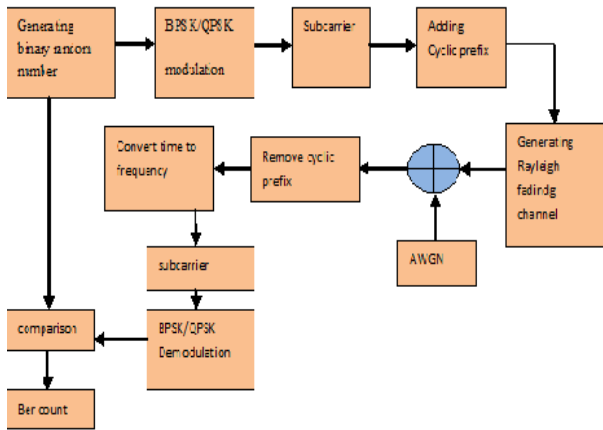 Generating
binary random
number
BPSK/QPSK
modulation
Subcarrier
Adding
Cyclic prefix
Generating
Rayleigh
fadindg
channel
AWGN
Remove cyclic
prefix
Convert time to
frequency
subcarrier
BPSK/QPSK
Demodulation
comparison
Ber count